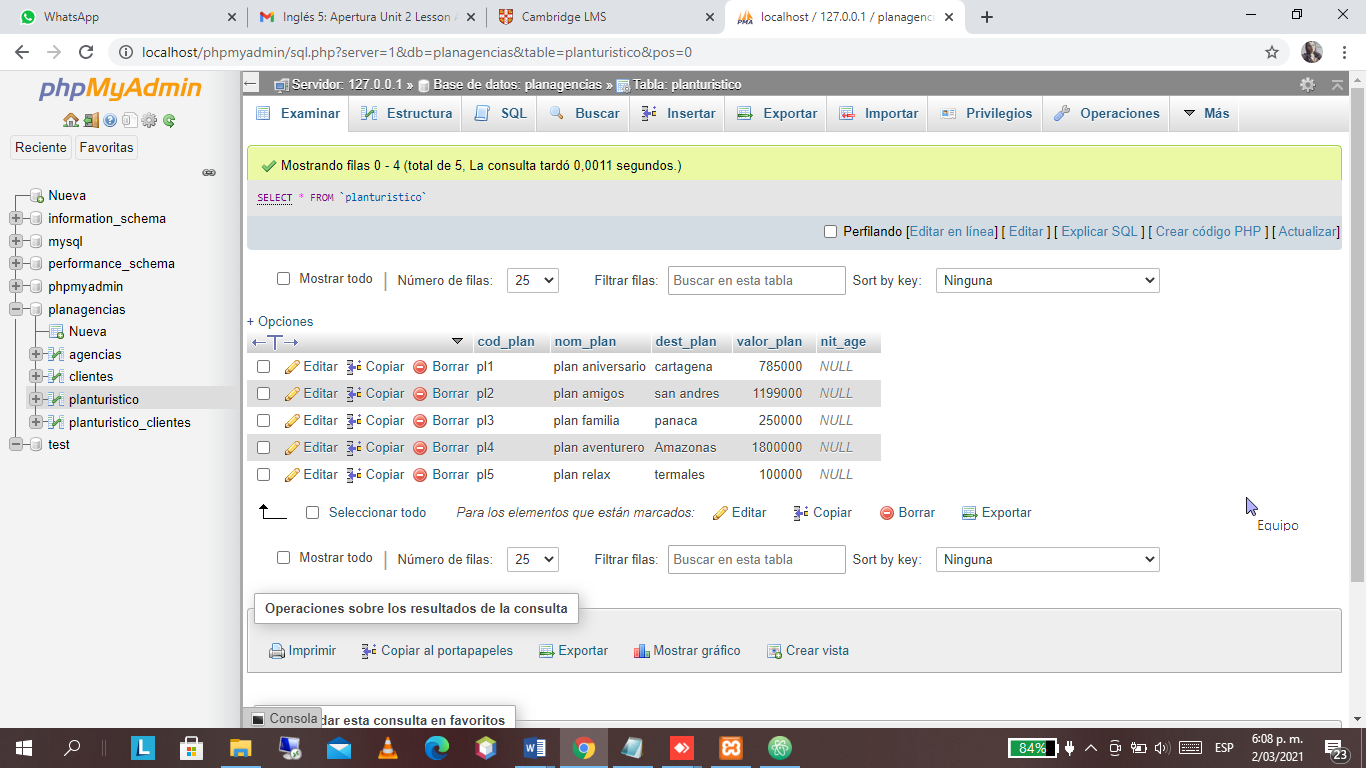 WhatsApp
Inglés 5: Apertura Unit 2 Lesson A
Cambridge LMS
localhost / 127.0.0.1 / planagenci
localhost/phpmyadmin/sql.php?server=1&db=planagencias&table=planturistico&pos=0
phpMyAdmin
Reciente Favoritas
Nueva
information_schema
mysql
performance_schema
phpmyadmin
planagencias
Nueva
agencias
clientes
planturistico
planturistico_clientes
test
Servidor: 127.0.0.1 » Base de datos: planagencias » Tabla: planturistico
Examinar Estructura SQL Buscar Insertar Exportar Importar Privilegios Operaciones Más
Mostrando filas 0 - 4 (total de 5, La consulta tardó 0,0011 segundos.)
SELECT * FROM `planturistico`
Perfilando [Editar en línea] [ Editar ] [ Explicar SQL ] [ Crear código PHP ] [ Actualizar]
Mostrar todo | Número de filas: 25 Filtrar filas: Buscar en esta tabla Sort by key: Ninguna
+ Opciones
←T→ cod_plan nom_plan dest_plan valor_plan nit_age
Editar Copiar Borrar pl1 plan aniversario cartagena 785000 NULL
Editar Copiar Borrar pl2 plan amigos san andres 1199000 NULL
Editar Copiar Borrar pl3 plan familia panaca 250000 NULL
Editar Copiar Borrar pl4 plan aventurero Amazonas 1800000 NULL
Editar Copiar Borrar pl5 plan relax termales 100000 NULL
Seleccionar todo Para los elementos que están marcados: Editar Copiar Borrar Exportar
Equipo
Mostrar todo | Número de filas: 25 Filtrar filas: Buscar en esta tabla Sort by key: Ninguna
Operaciones sobre los resultados de la consulta
Imprimir Copiar al portapapeles Exportar Mostrar gráfico Crear vista
Consola
dar esta consulta en favoritos
84%
ESP
6:08 p. m.
2/03/2021
23